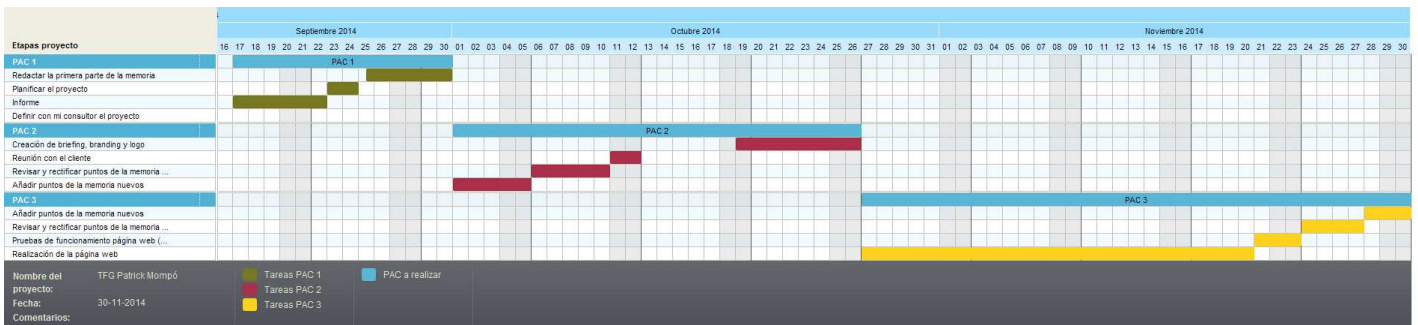 Septiembre 2014 Octubre 2014 Noviembre 2014
Etapas proyecto 16 17 18 19 20 21 22 23 24 25 26 27 28 29 30 01 02 03 04 05 06 07 08 09 10 11 12 13 14 15 16 17 18 19 20 21 22 23 24 25 26 27 28 29 30 31 01 02 03 04 05 06 07 08 09 10 11 12 13 14 15 16 17 18 19 20 21 22 23 24 25 26 27 28 29 30
PAC 1 PAC 1
Redactar la primera parte de la memoria
Planificar el proyecto
Informe
Definir con mi consultor el proyecto
PAC 2 PAC 2
Creación de briefing, branding y logo
Reunión con el cliente
Revisar y rectificar puntos de la memoria ...
Añadir puntos de la memoria nuevos
PAC 3 PAC 3
Añadir puntos de la memoria nuevos
Revisar y rectificar puntos de la memoria ...
Pruebas de funcionamiento página web (...
Realización de la página web
Nombre del proyecto: TFG Patrick Mompó
Fecha: 30-11-2014
Comentarios:
Tareas PAC 1 PAC a realizar
Tareas PAC 2
Tareas PAC 3